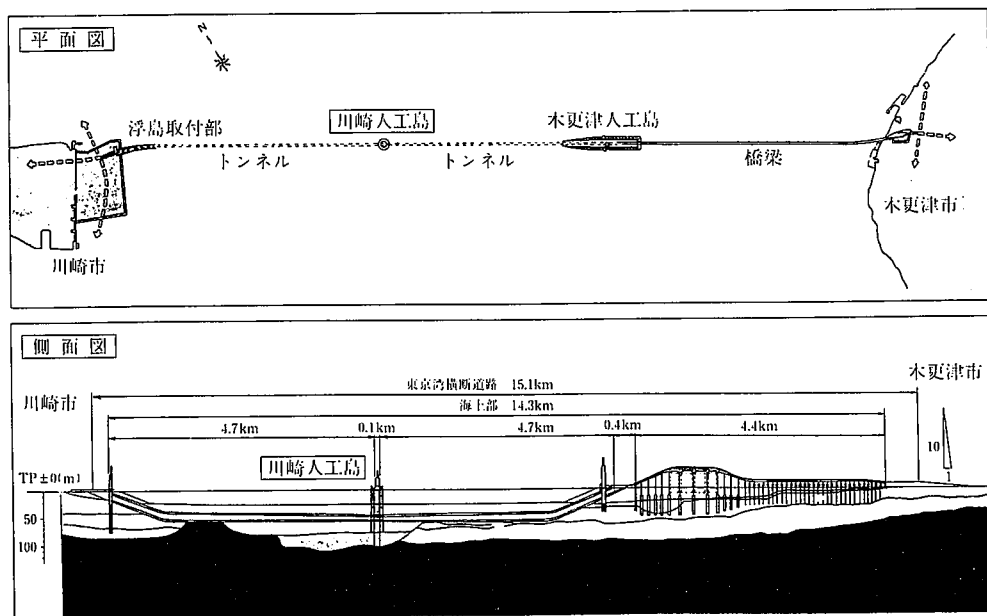 平面図
N
浮島取付部
川崎人工島
木更津人工島
トンネル
トンネル
橋梁
川崎市
木更津市
側面図
木更津市
東京湾横断道路 15.1km
川崎市
海上部 14.3km
4.7km 0.1km 4.7km 0.4km 4.4km
川崎人工島
10
1
TP±0(m)
50
100